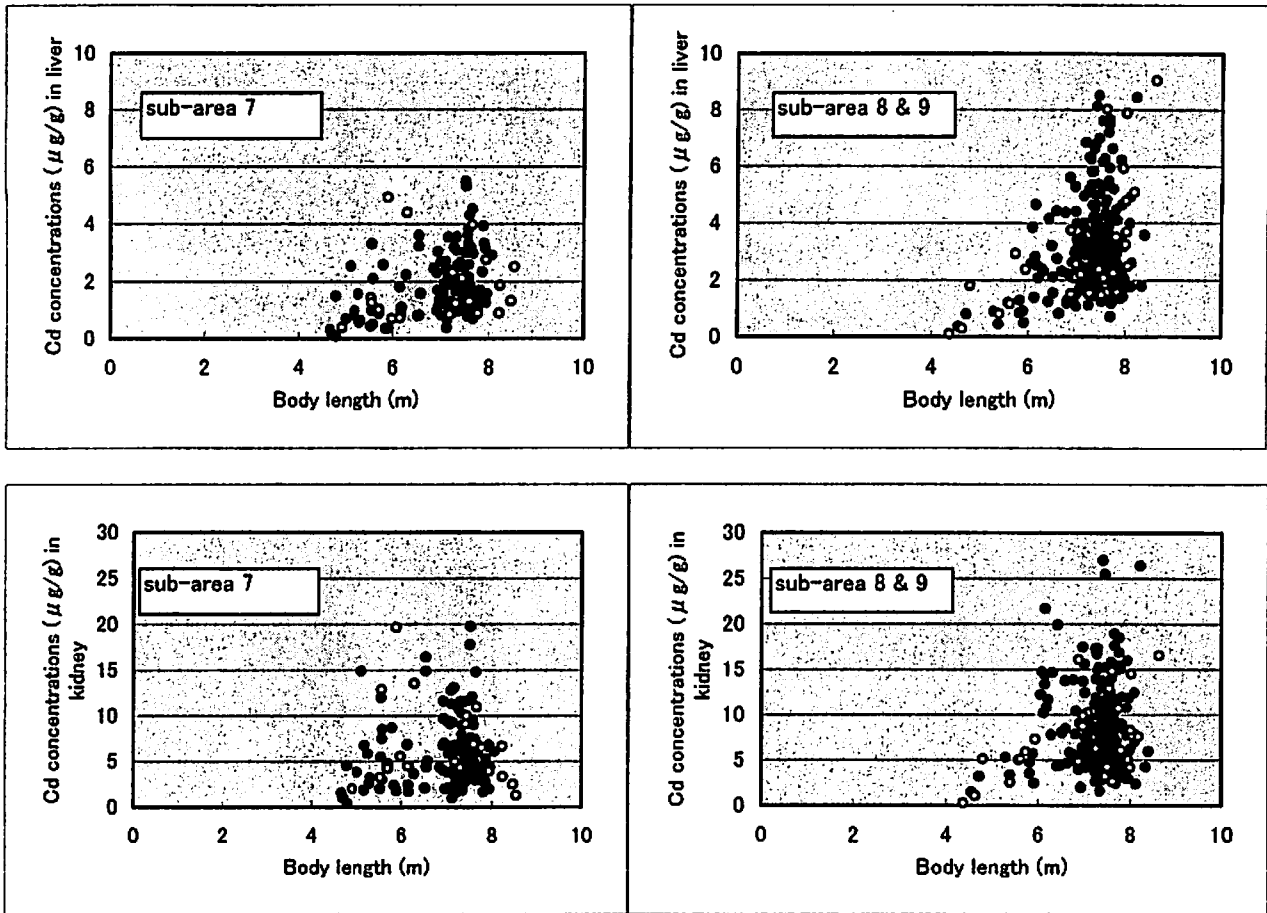 Cd concentrations (μg/g) in liver
10
8
6
4
2
0
sub-area 7
0 2 4 6 8 10
Body length (m)
Cd concentrations (μg/g) in liver
10
8
6
4
2
0
sub-area 8 & 9
0 2 4 6 8 10
Body length (m)
Cd concentrations (μg/g) in
kidney
30
25
20
15
10
5
0
sub-area 7
0 2 4 6 8 10
Body length (m)
Cd concentrations (μg/g) in
kidney
30
25
20
15
10
5
0
sub-area 8 & 9
0 2 4 6 8 10
Body length (m)